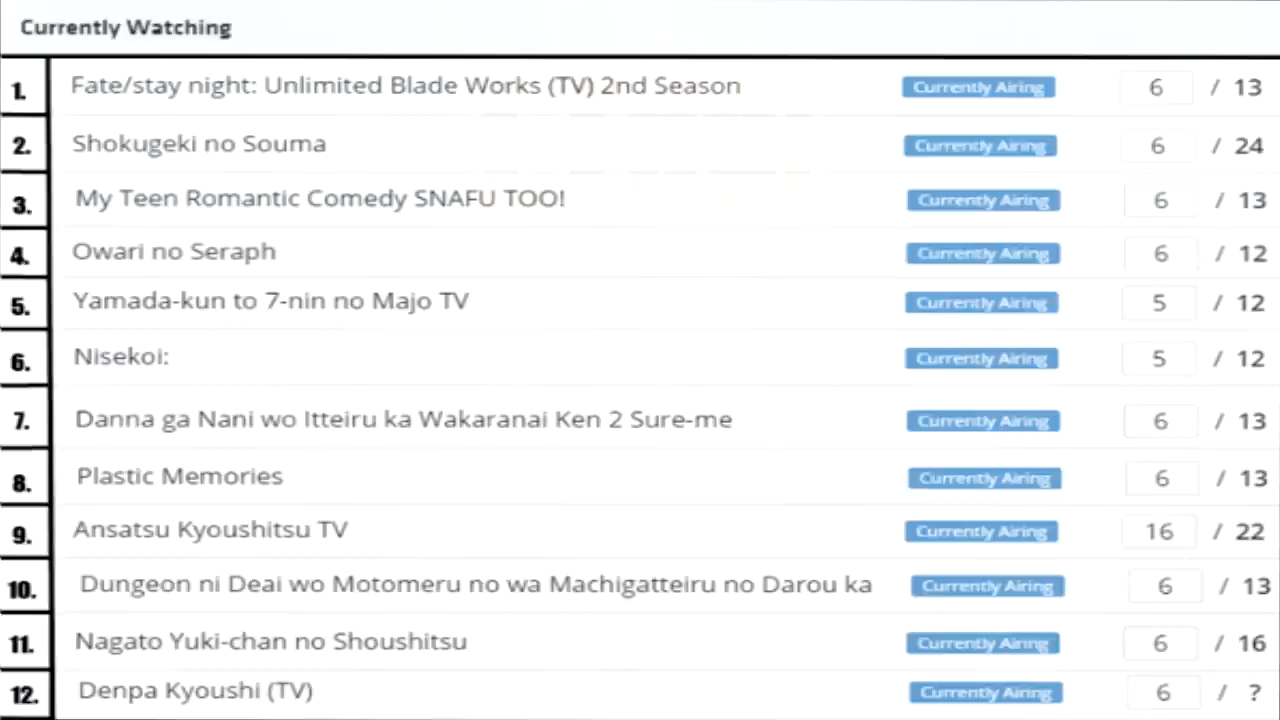 Currently Watching
1. Fate/stay night: Unlimited Blade Works (TV) 2nd Season Currently Airing 6 / 13
2. Shokugeki no Souma Currently Airing 6 / 24
3. My Teen Romantic Comedy SNAFU TOO! Currently Airing 6 / 13
4. Owari no Seraph Currently Airing 6 / 12
5. Yamada-kun to 7-nin no Majo TV Currently Airing 5 / 12
6. Nisekoi: Currently Airing 5 / 12
7. Danna ga Nani wo Itteiru ka Wakaranai Ken 2 Sure-me Currently Airing 6 / 13
8. Plastic Memories Currently Airing 6 / 13
9. Ansatsu Kyoushitsu TV Currently Airing 16 / 22
10. Dungeon ni Deai wo Motomeru no wa Machigatteiru no Darou ka Currently Airing 6 / 13
11. Nagato Yuki-chan no Shoushitsu Currently Airing 6 / 16
12. Denpa Kyoushi (TV) Currently Airing 6 / ?